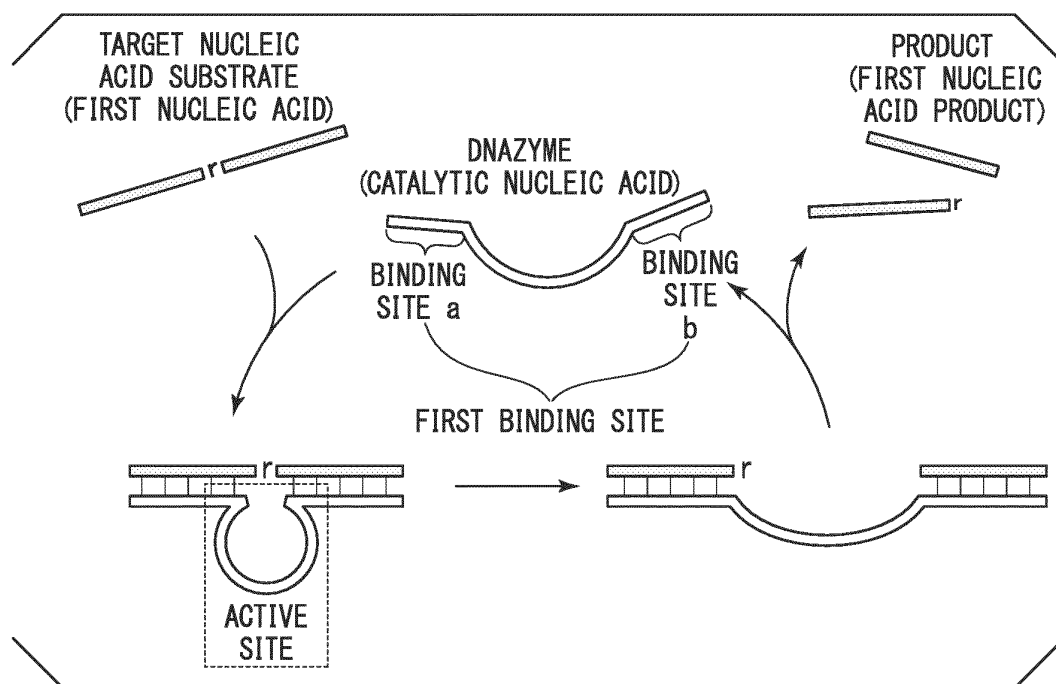 TARGET NUCLEIC
ACID SUBSTRATE
(FIRST NUCLEIC ACID)
r
PRODUCT
(FIRST NUCLEIC
ACID PRODUCT)
r
DNAZYME
(CATALYTIC NUCLEIC ACID)
BINDING
SITE a
BINDING
SITE
b
FIRST BINDING SITE
r
r
ACTIVE
SITE